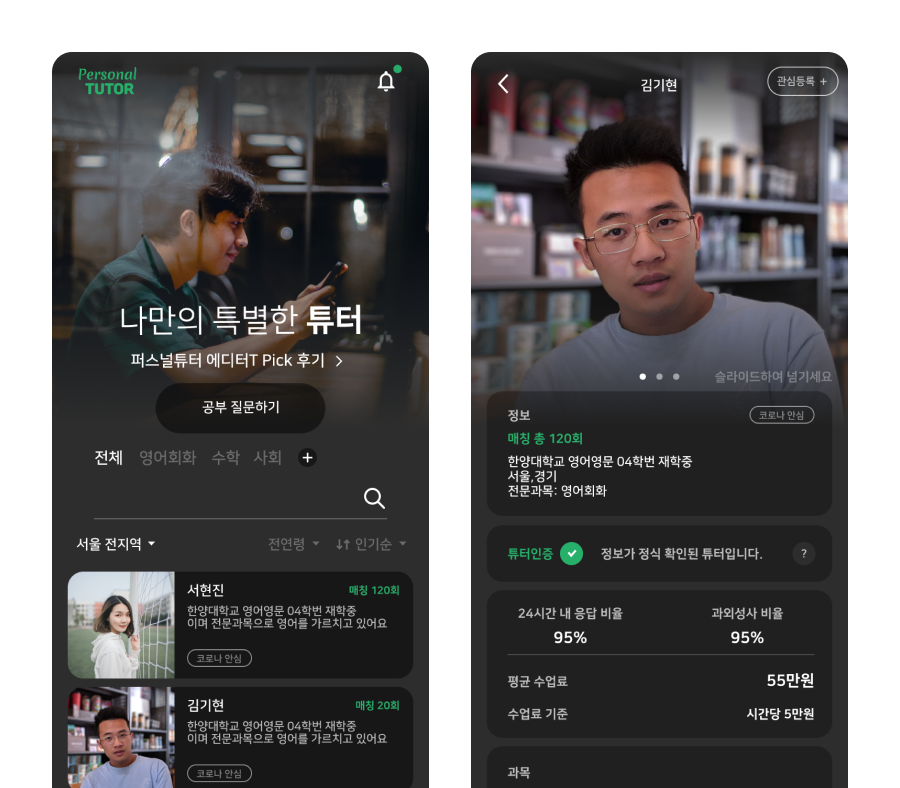 Personal
TUTOR
나만의 특별한 튜터
퍼스널튜터 에디터T Pick 후기 >
공부 질문하기
전체 영어회화 수학 사회 +
서울 전지역
전연령
인기순
서현진
매칭 120회
한양대학교 영어영문 04학번 재학중
이며 전문과목으로 영어를 가르치고 있어요
코로나 안심
김기현
매칭 20회
한양대학교 영어영문 04학번 재학중
이며 전문과목으로 영어를 가르치고 있어요
코로나 안심
김기현
관심등록 +
슬라이드하여 넘기세요
정보
코로나 안심
매칭 총 120회
한양대학교 영어영문 04학번 재학중
서울,경기
전문과목: 영어회화
튜터인증
정보가 정식 확인된 튜터입니다.
?
24시간 내 응답 비율
과외성사 비율
95%
95%
평균 수업료
55만원
수업료 기준
시간당 5만원
과목